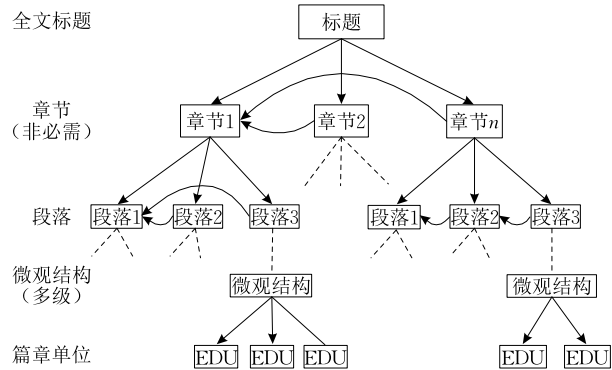 全文标题
标题
章节
（非必需）
章节1
章节2
章节n
段落
段落1
段落2
段落3
段落1
段落2
段落3
微观结构
（多级）
微观结构
微观结构
篇章单位
EDU
EDU
EDU
EDU
EDU